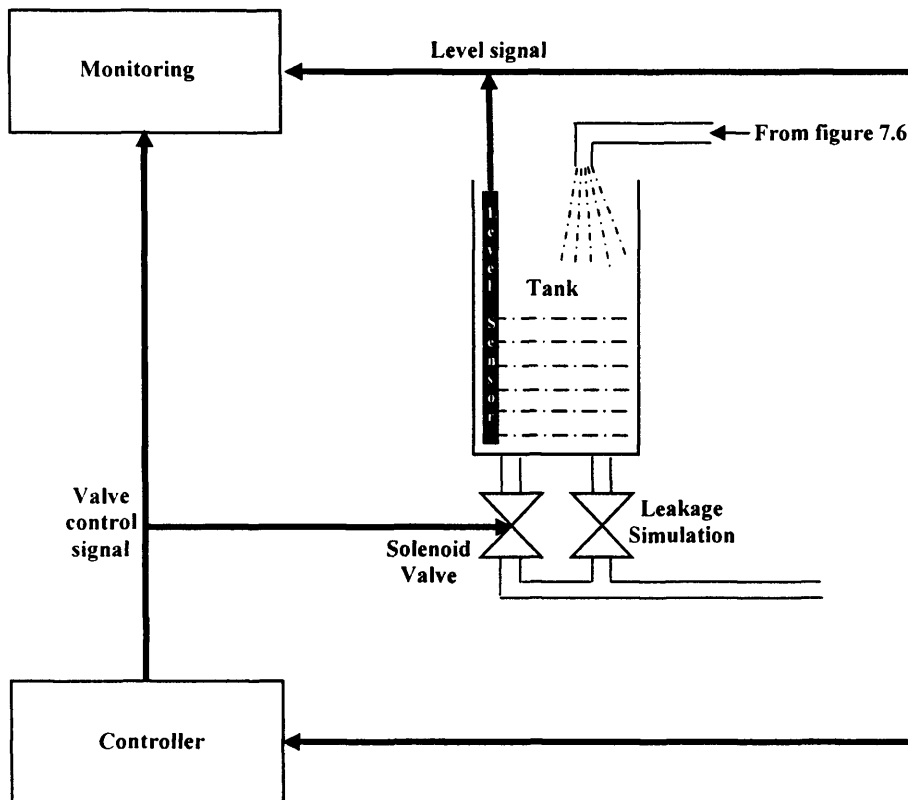 Monitoring
Level signal
From figure 7.6
Level Sensor
Tank
Valve
control
signal
Solenoid
Valve
Leakage
Simulation
Controller